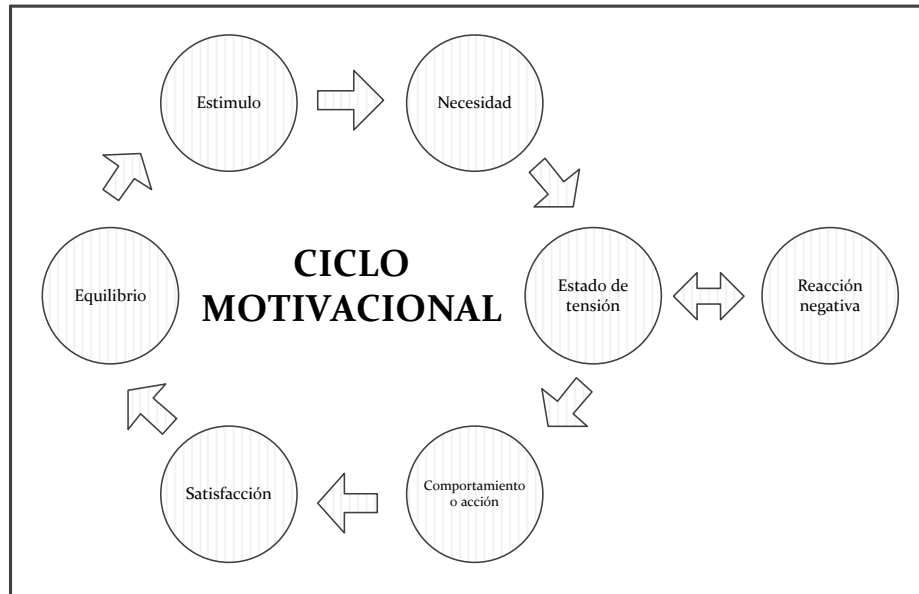 Estimulo
Necesidad
CICLO
MOTIVACIONAL
Equilibrio
Estado de
tensión
Reacción
negativa
Satisfacción
Comportamiento
o acción